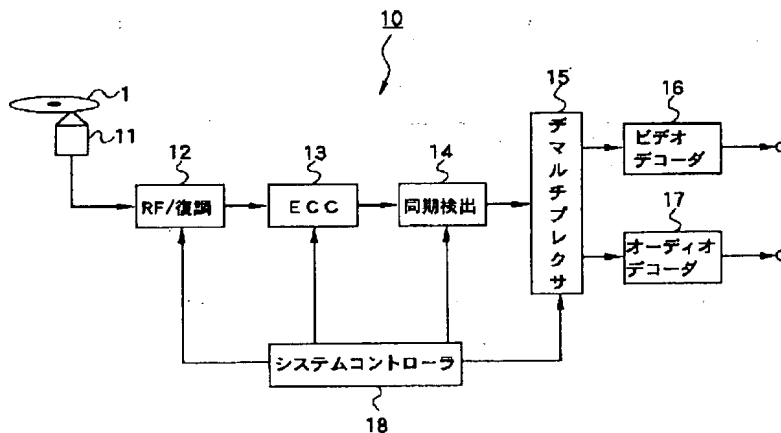 10
1
11
12
RF/復調
13
ECC
14
同期検出
15
デマルチプレクサ
16
ビデオ
デコーダ
17
オーディオ
デコーダ
システムコントローラ
18